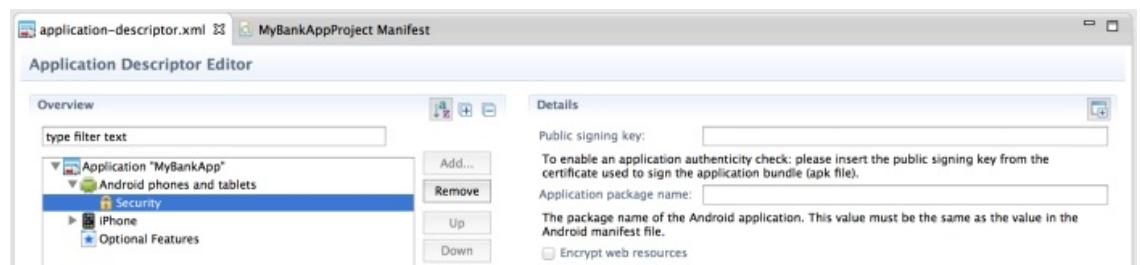 application-descriptor.xml
MyBankAppProject Manifest
Application Descriptor Editor
Overview
type filter text
Application "MyBankApp"
Android phones and tablets
Security
iPhone
Optional Features
Add...
Remove
Up
Down
Details
Public signing key:
To enable an application authenticity check: please insert the public signing key from the
certificate used to sign the application bundle (apk file).
Application package name:
The package name of the Android application. This value must be the same as the value in the
Android manifest file.
Encrypt web resources